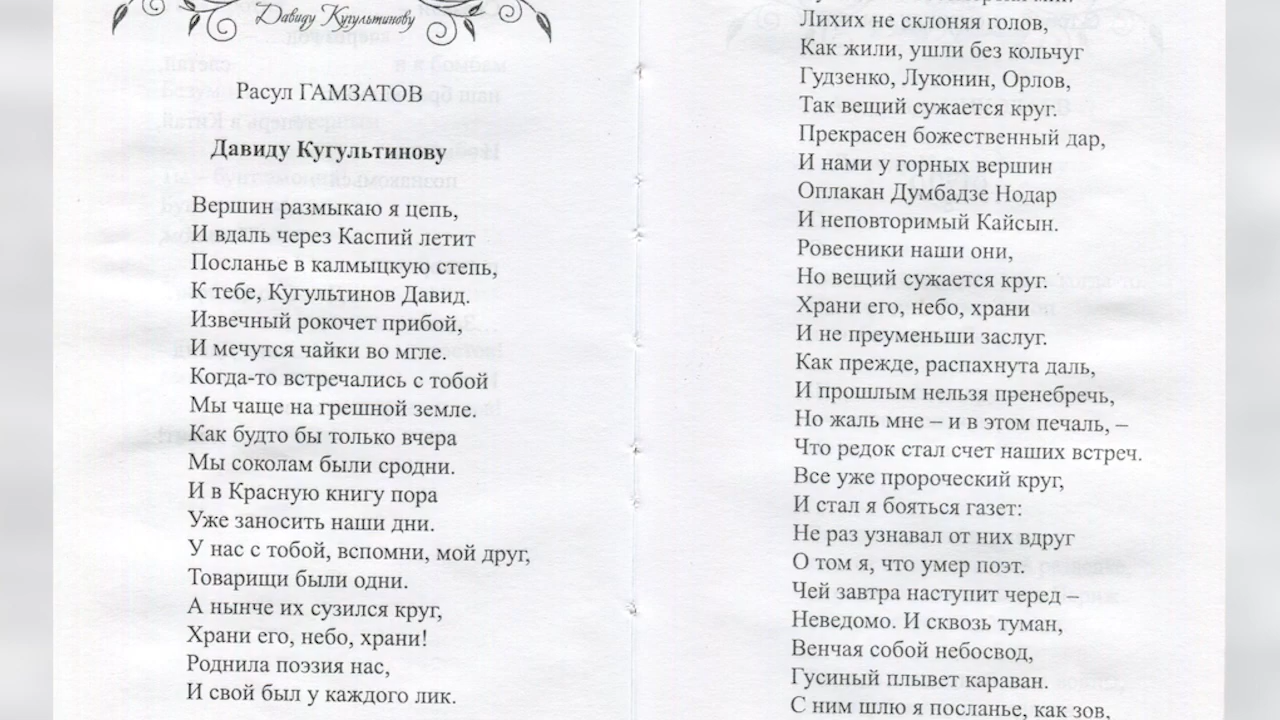 Давиду Кугультинову
Расул ГАМЗАТОВ
Давиду Кугультинову
Вершин размыкаю я цепь,
И вдаль через Каспий летит
Посланье в калмыцкую степь,
К тебе, Кугультинов Давид.
Извечный рокочет прибой,
И мечутся чайки во мгле.
Когда-то встречались с тобой
Мы чаще на грешной земле.
Как будто бы только вчера
Мы соколам были сродни.
И в Красную книгу пора
Уже заносить наши дни.
У нас с тобой, вспомни, мой друг,
Товарищи были одни.
А нынче их сузился круг,
Храни его, небо, храни!
Роднила поэзия нас,
И свой был у каждого лик.
Лихих не склоняя голов,
Как жили, ушли без кольчуг
Гудзенко, Луконин, Орлов,
Так вещий сужается круг.
Прекрасен божественный дар,
И нами у горных вершин
Оплакан Думбадзе Нодар
И неповторимый Кайсын.
Ровесники наши они,
Но вещий сужается круг.
Храни его, небо, храни
И не преуменьши заслуг.
Как прежде, распахнута даль,
И прошлым нельзя пренебречь,
Но жаль мне – и в этом печаль, –
Что редок стал счет наших встреч.
Все уже пророческий круг,
И стал я бояться газет:
Не раз узнавал от них вдруг
О том я, что умер поэт.
Чей завтра наступит черед –
Неведомо. И сквозь туман,
Венчая собой небосвод,
Гусиный плывет караван.
С ним шлю я посланье, как зов,